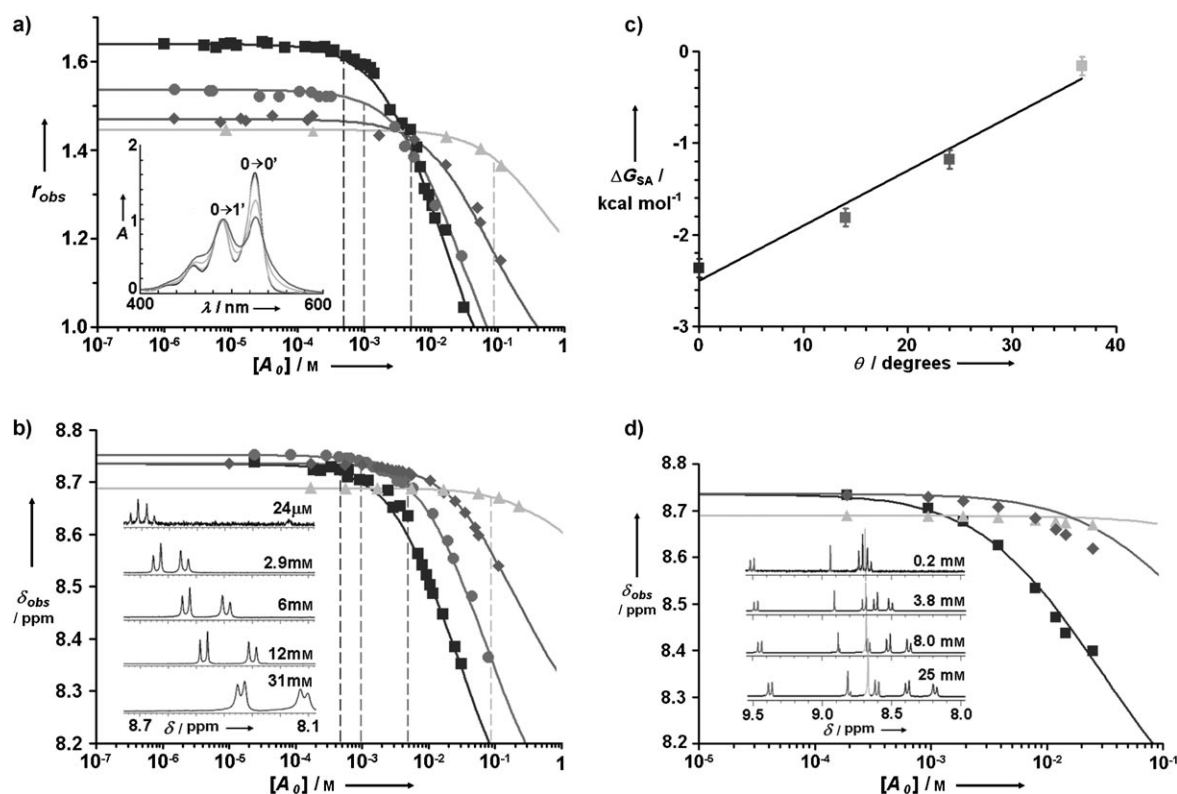 a)
1.6
1.4
1.2
1.0
r_obs
2
1
0
A
0→0'
0→1'
400
λ / nm
600
10⁻⁷ 10⁻⁶ 10⁻⁵ 10⁻⁴ 10⁻³ 10⁻² 10⁻¹ 1
[A₀] / M
c)
0
-1
-2
-3
ΔG_SA /
kcal mol⁻¹
0 10 20 30 40
θ / degrees
b)
8.8
8.7
8.6
8.5
8.4
8.3
8.2
δ_obs
/ ppm
24μM
2.9mM
6mM
12mM
31mM
8.7 δ / ppm 8.1
10⁻⁷ 10⁻⁶ 10⁻⁵ 10⁻⁴ 10⁻³ 10⁻² 10⁻¹ 1
[A₀] / M
d)
8.8
8.7
8.6
8.5
8.4
8.3
8.2
δ_obs
/ ppm
0.2 mM
3.8 mM
8.0 mM
25 mM
9.5 9.0 8.5 8.0
δ / ppm
10⁻⁵ 10⁻⁴ 10⁻³ 10⁻² 10⁻¹
[A₀] / M